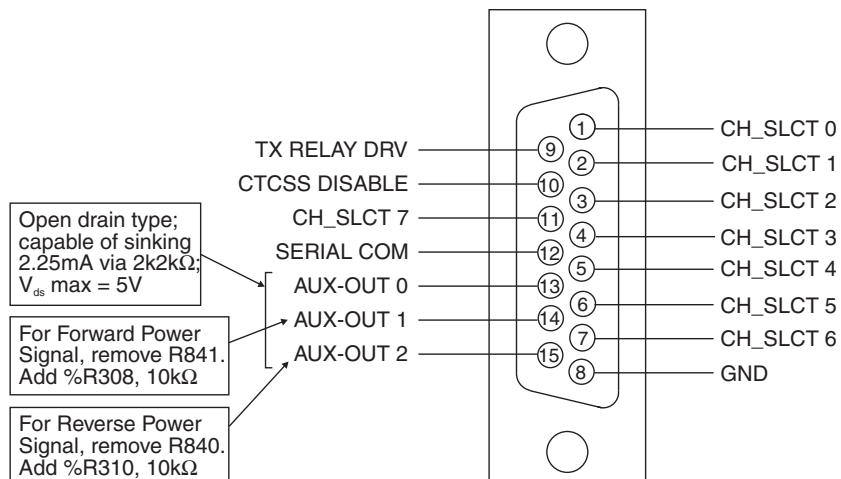 TX RELAY DRV
CTCSS DISABLE
CH_SLCT 7
SERIAL COM
AUX-OUT 0
AUX-OUT 1
AUX-OUT 2
Open drain type;
capable of sinking
2.25mA via 2k2kΩ;
Vds max = 5V
For Forward Power
Signal, remove R841.
Add %R308, 10kΩ
For Reverse Power
Signal, remove R840.
Add %R310, 10kΩ
9
10
11
12
13
14
15
1
2
3
4
5
6
7
8
CH_SLCT 0
CH_SLCT 1
CH_SLCT 2
CH_SLCT 3
CH_SLCT 4
CH_SLCT 5
CH_SLCT 6
GND